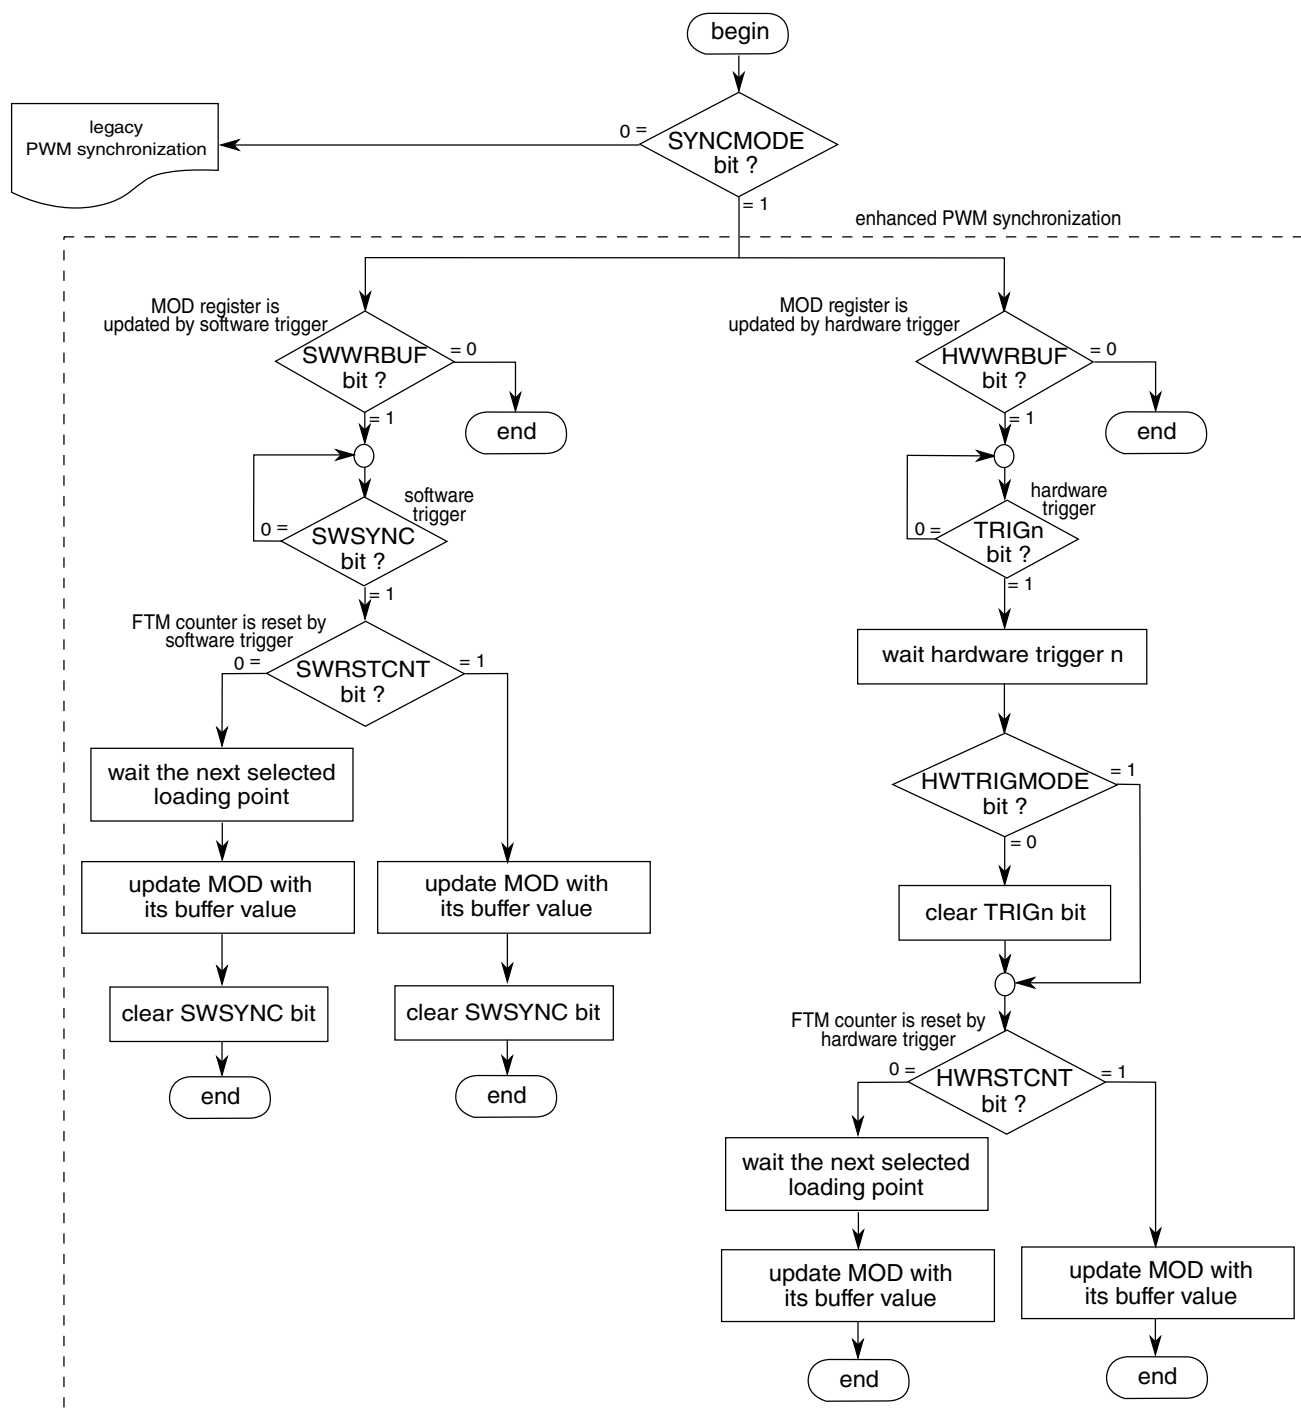 begin
legacy
PWM synchronization
0 =
SYNCMODE
bit ?
= 1
enhanced PWM synchronization
MOD register is
updated by software trigger
SWWRBUF
bit ?
= 0
= 1
end
software
trigger
0 =
SWSYNC
bit ?
= 1
FTM counter is reset by
software trigger
0 =
SWRSTCNT
bit ?
= 1
wait the next selected
loading point
update MOD with
its buffer value
clear SWSYNC bit
end
update MOD with
its buffer value
clear SWSYNC bit
end
MOD register is
updated by hardware trigger
HWWRBUF
bit ?
= 0
= 1
end
hardware
trigger
0 =
TRIGn
bit ?
= 1
wait hardware trigger n
HWTRIGMODE
bit ?
= 1
= 0
clear TRIGn bit
FTM counter is reset by
hardware trigger
0 =
HWRSTCNT
bit ?
= 1
wait the next selected
loading point
update MOD with
its buffer value
end
update MOD with
its buffer value
end